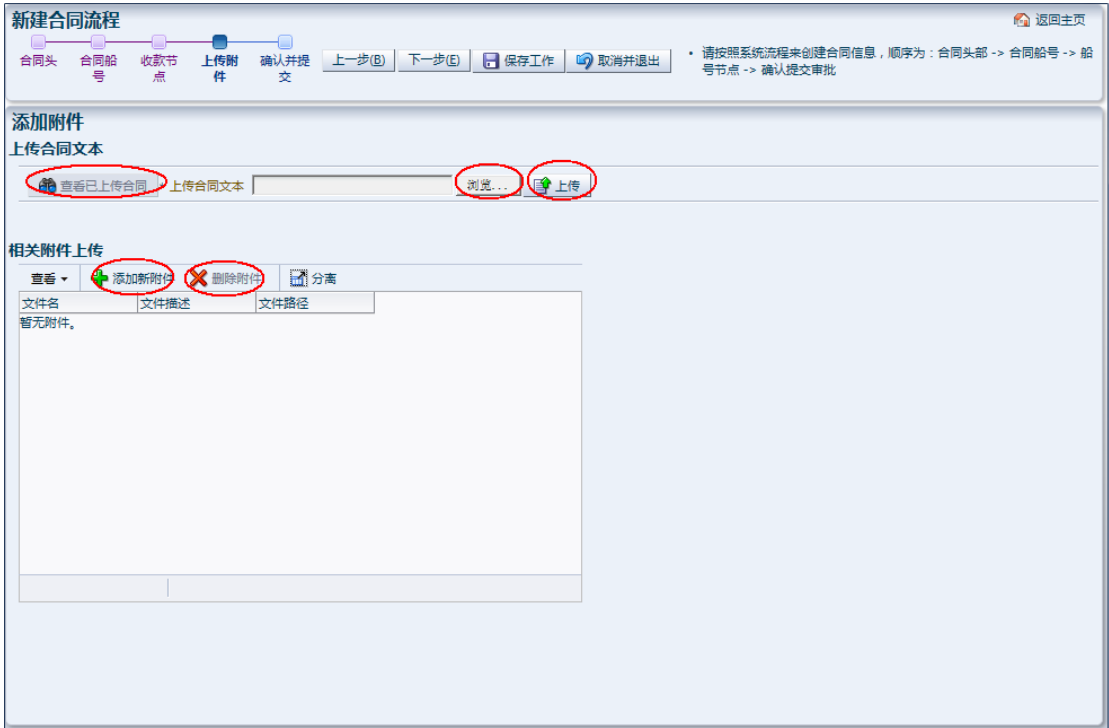 新建合同流程
返回主页
合同头
合同船
号
收款节
点
上传附
件
确认并提
交
上一步(B)
下一步(E)
保存工作
取消并退出
• 请按照系统流程来创建合同信息，顺序为：合同头部 -> 合同船号 -> 船
号节点 -> 确认提交审批
添加附件
上传合同文本
查看已上传合同
* 上传合同文本
浏览...
上传
相关附件上传
查看
添加新附件
删除附件
分离
文件名
文件描述
文件路径
暂无附件。